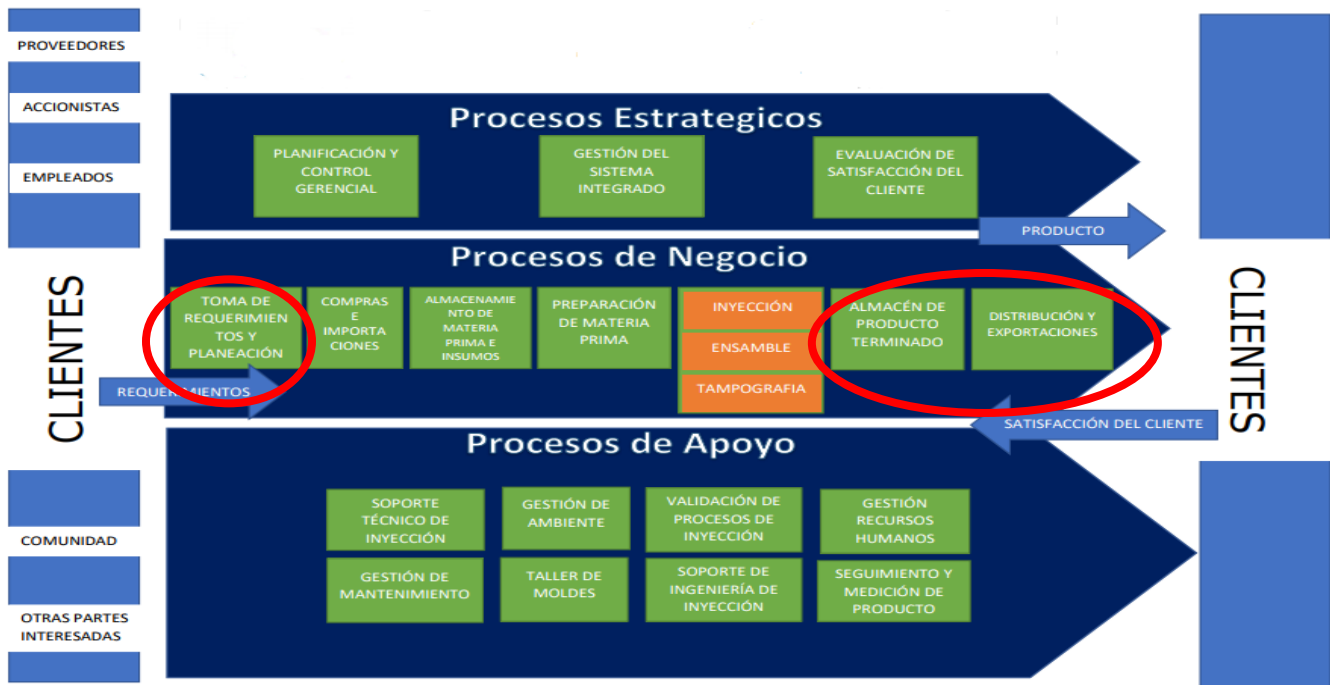 PROVEEDORES
ACCIONISTAS
EMPLEADOS
CLIENTES
COMUNIDAD
OTRAS PARTES
INTERESADAS
Procesos Estrategicos
PLANIFICACIÓN Y
CONTROL
GERENCIAL
GESTIÓN DEL
SISTEMA
INTEGRADO
EVALUACIÓN DE
SATISFACCIÓN DEL
CLIENTE
PRODUCTO
Procesos de Negocio
TOMA DE
REQUERIMIEN
TOS Y
PLANEACIÓN
COMPRAS
E
IMPORTA
CIONES
ALMACENAMIE
NTO DE
MATERIA
PRIMA E
INSUMOS
PREPARACIÓN
DE MATERIA
PRIMA
INYECCIÓN
ENSAMBLE
TAMPOGRAFIA
ALMACÉN DE
PRODUCTO
TERMINADO
DISTRIBUCIÓN Y
EXPORTACIONES
REQUERIMIENTOS
SATISFACCIÓN DEL CLIENTE
Procesos de Apoyo
SOPORTE
TÉCNICO DE
INYECCIÓN
GESTIÓN DE
AMBIENTE
VALIDACIÓN DE
PROCESOS DE
INYECCIÓN
GESTIÓN
RECURSOS
HUMANOS
GESTIÓN DE
MANTENIMIENTO
TALLER DE
MOLDES
SOPORTE DE
INGENIERÍA DE
INYECCIÓN
SEGUIMIENTO Y
MEDICIÓN DE
PRODUCTO
CLIENTES